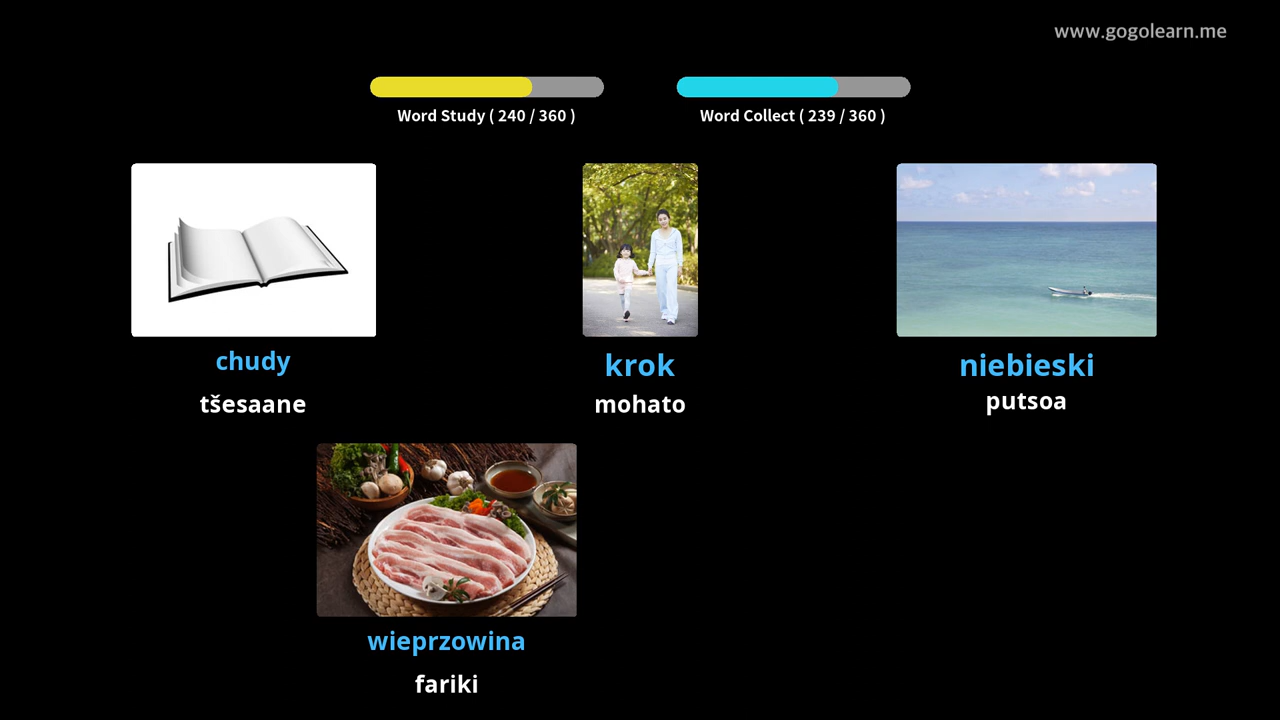 www.gogolearn.me
Word Study ( 240 / 360 )
Word Collect ( 239 / 360 )
chudy
tšesaane
krok
mohato
niebieski
putsoa
wieprzowina
fariki